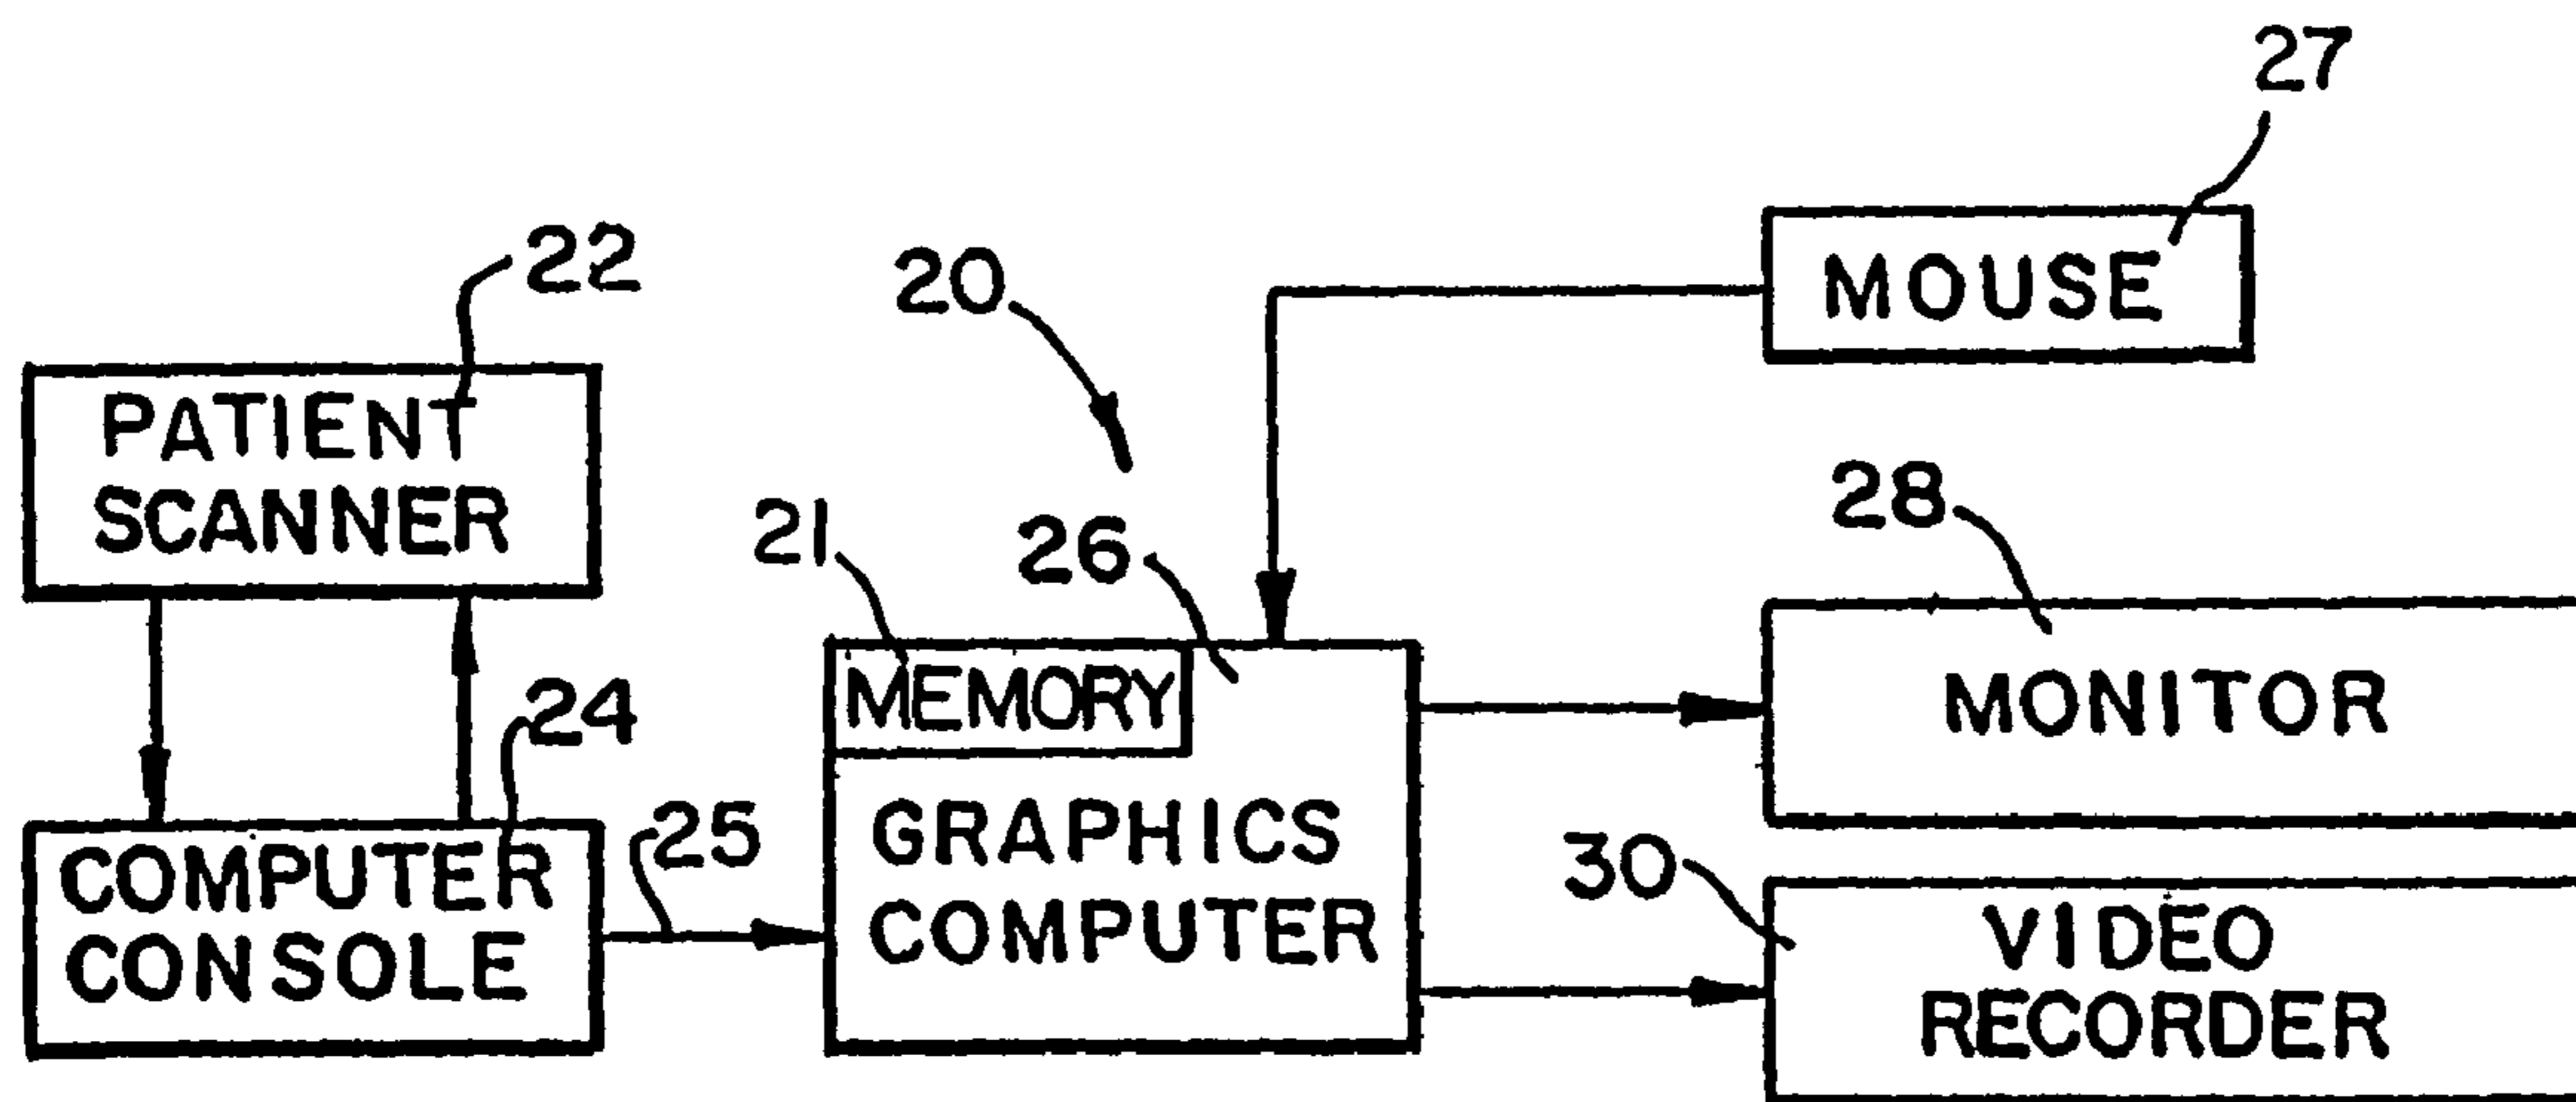 27
22
20
MOUSE
PATIENT
SCANNER
28
21
26
MEMORY
MONITOR
24
25
GRAPHICS
COMPUTER
COMPUTER
CONSOLE
30
VIDEO
RECORDER